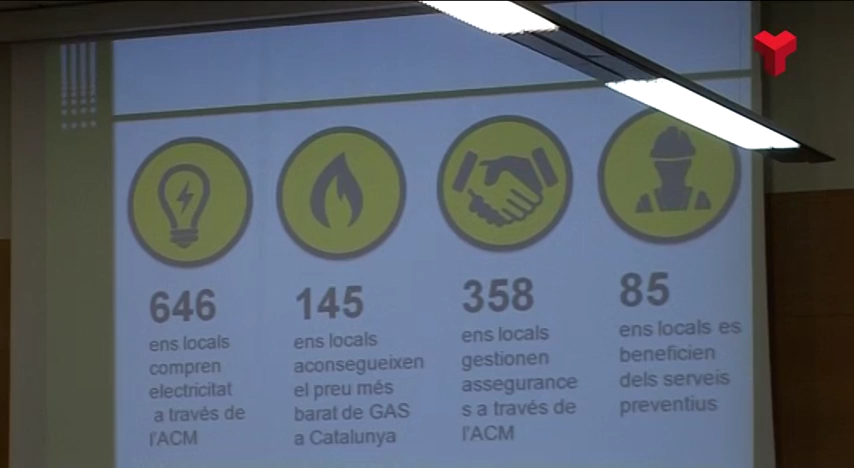 646
ens locals
compren
electricitat
a través de
l'ACM
145
ens locals
aconsegueixen
el preu més
barat de GAS
a Catalunya
358
ens locals
gestionen
assegurance
s a través de
l'ACM
85
ens locals es
beneficien
dels serveis
preventius